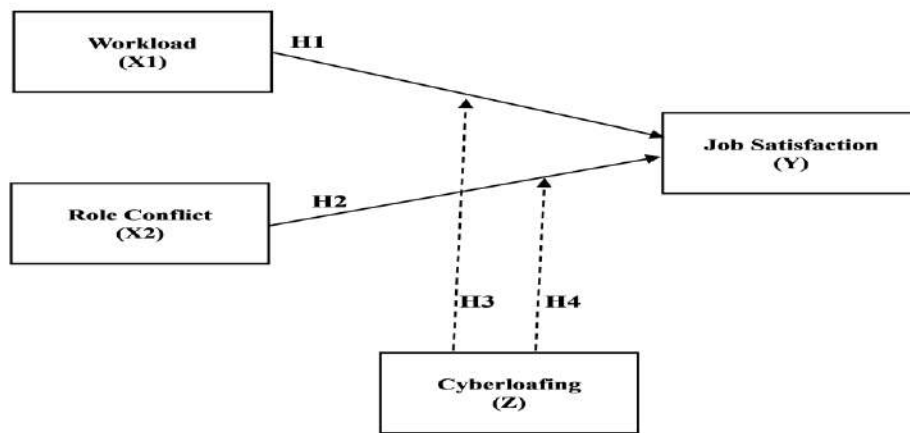 Workload
(X1)
H1
Job Satisfaction
(Y)
Role Conflict
(X2)
H2
H3
H4
Cyberloafing
(Z)